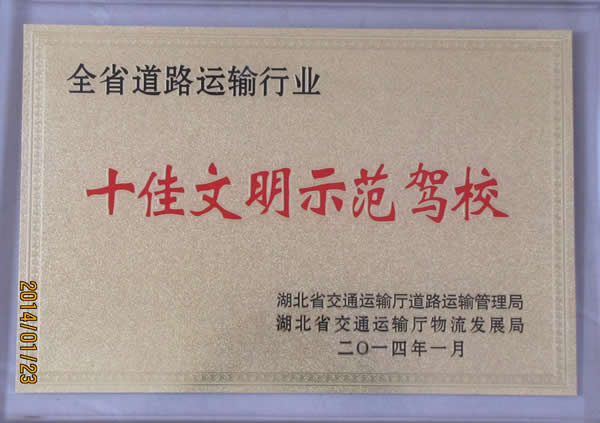 全省道路运输行业
十佳文明示范驾校
湖北省交通运输厅道路运输管理局
湖北省交通运输厅物流发展局
二〇一四年一月
2014/01/23